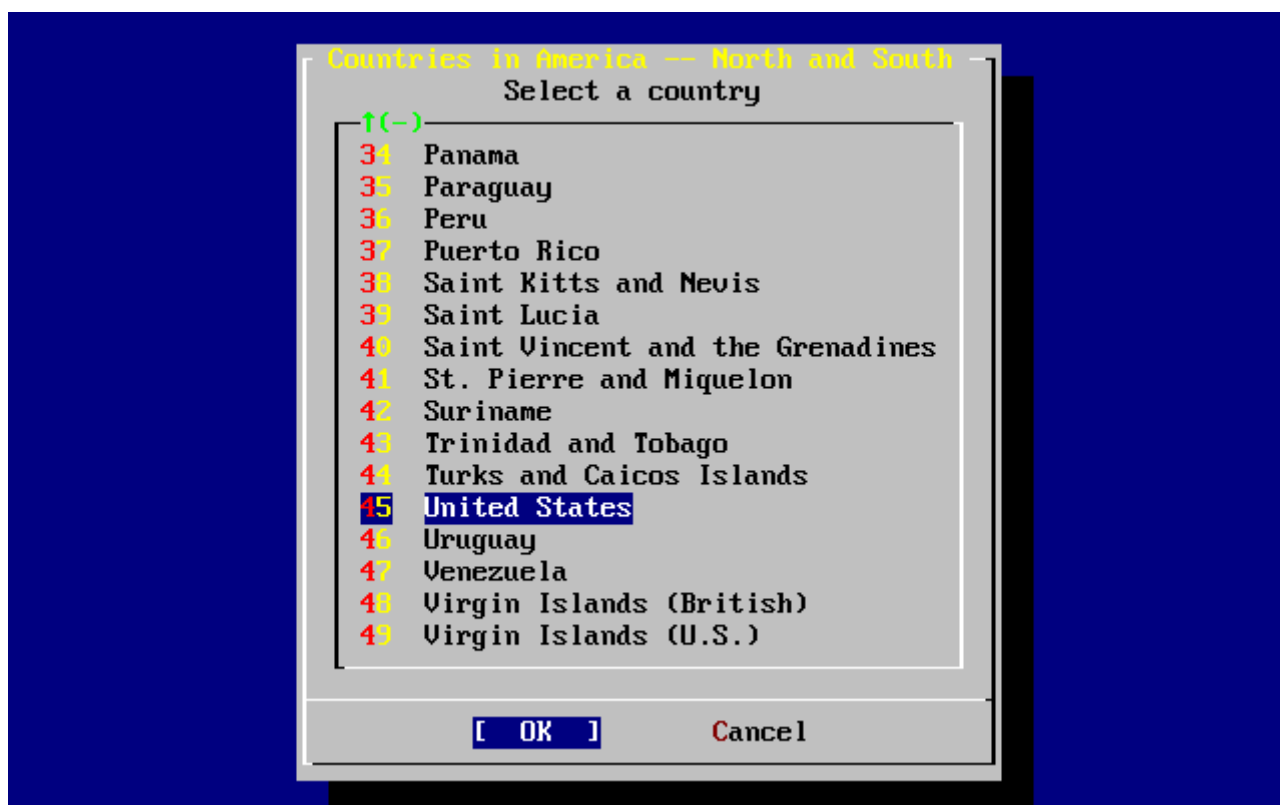 Countries in America -- North and South
Select a country
↑(-)
34 Panama
35 Paraguay
36 Peru
37 Puerto Rico
38 Saint Kitts and Nevis
39 Saint Lucia
40 Saint Vincent and the Grenadines
41 St. Pierre and Miquelon
42 Suriname
43 Trinidad and Tobago
44 Turks and Caicos Islands
45 United States
46 Uruguay
47 Venezuela
48 Virgin Islands (British)
49 Virgin Islands (U.S.)
[ OK ] Cancel